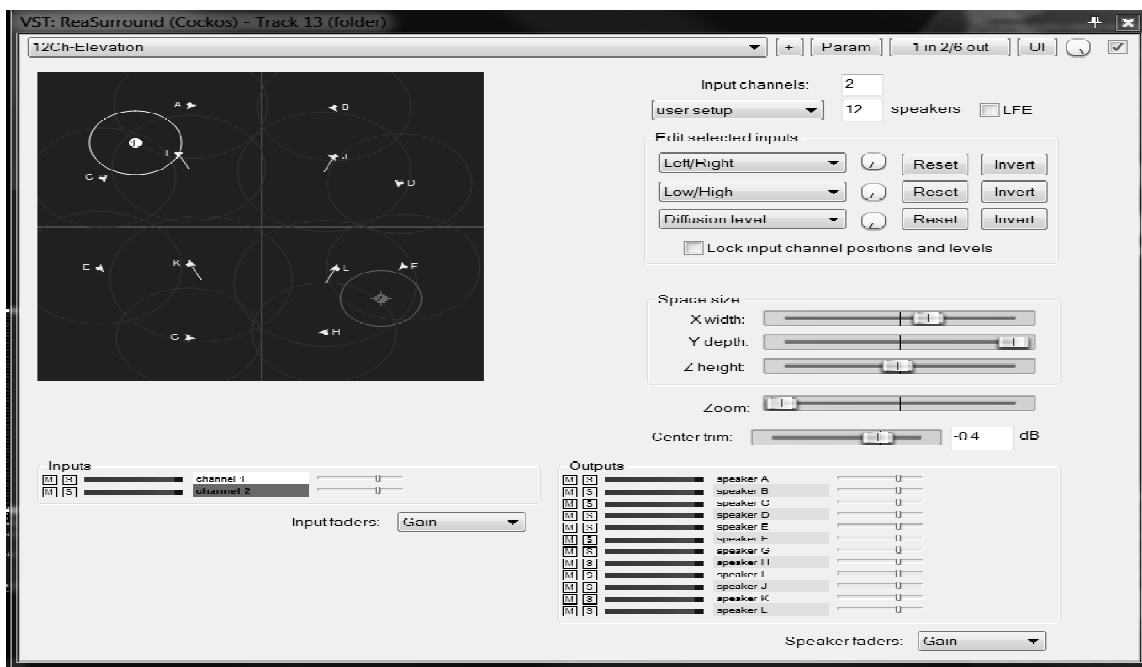 VST: ReaSurround (Cockos) - Track 13 (folder)
12Ch-Elevation + Param 1 in 2/6 out UI
Input channels: 2
user setup 12 speakers LFE
Edit selected inputs
Left/Right Reset Invert
Low/High Reset Invert
Diffusion level Reset Invert
Lock input channel positions and levels
Space size
X width:
Y depth:
Z height:
Zoom:
Center trim: -0.4 dB
A B
I J
C D
E K L F
G H
Inputs
M S channel 1
M S channel 2
Input faders: Gain
Outputs
M S speaker A
M S speaker B
M S speaker C
M S speaker D
M S speaker E
M S speaker F
M S speaker G
M S speaker H
M S speaker I
M S speaker J
M S speaker K
M S speaker L
Speaker faders: Gain